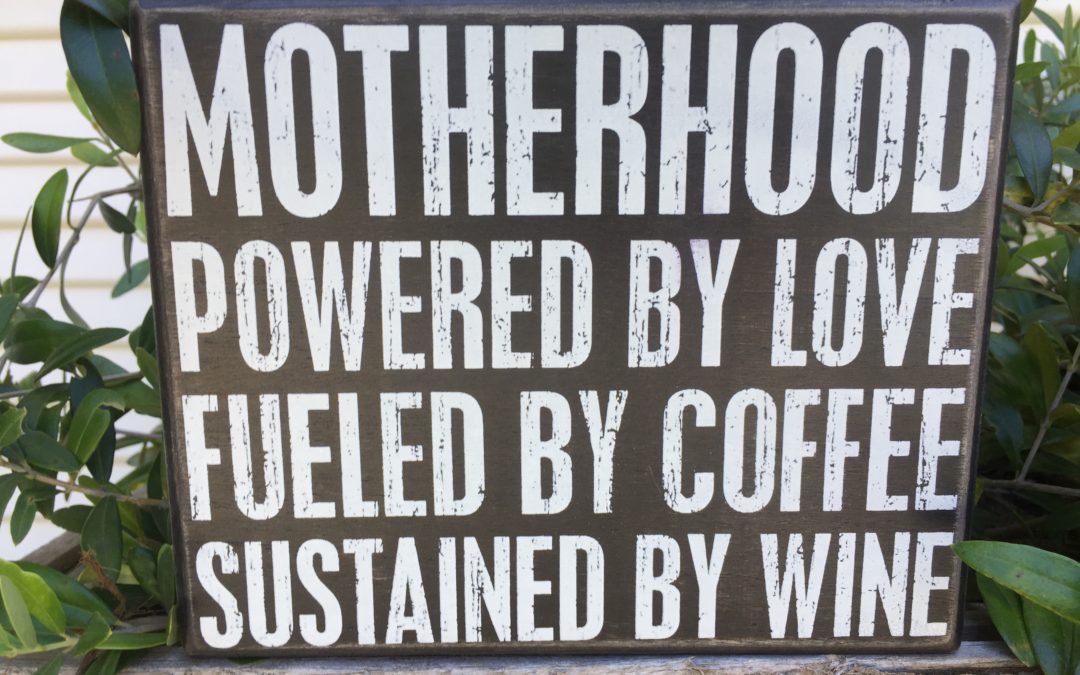 MOTHERHOOD
POWERED BY LOVE
FUELED BY COFFEE
SUSTAINED BY WINE